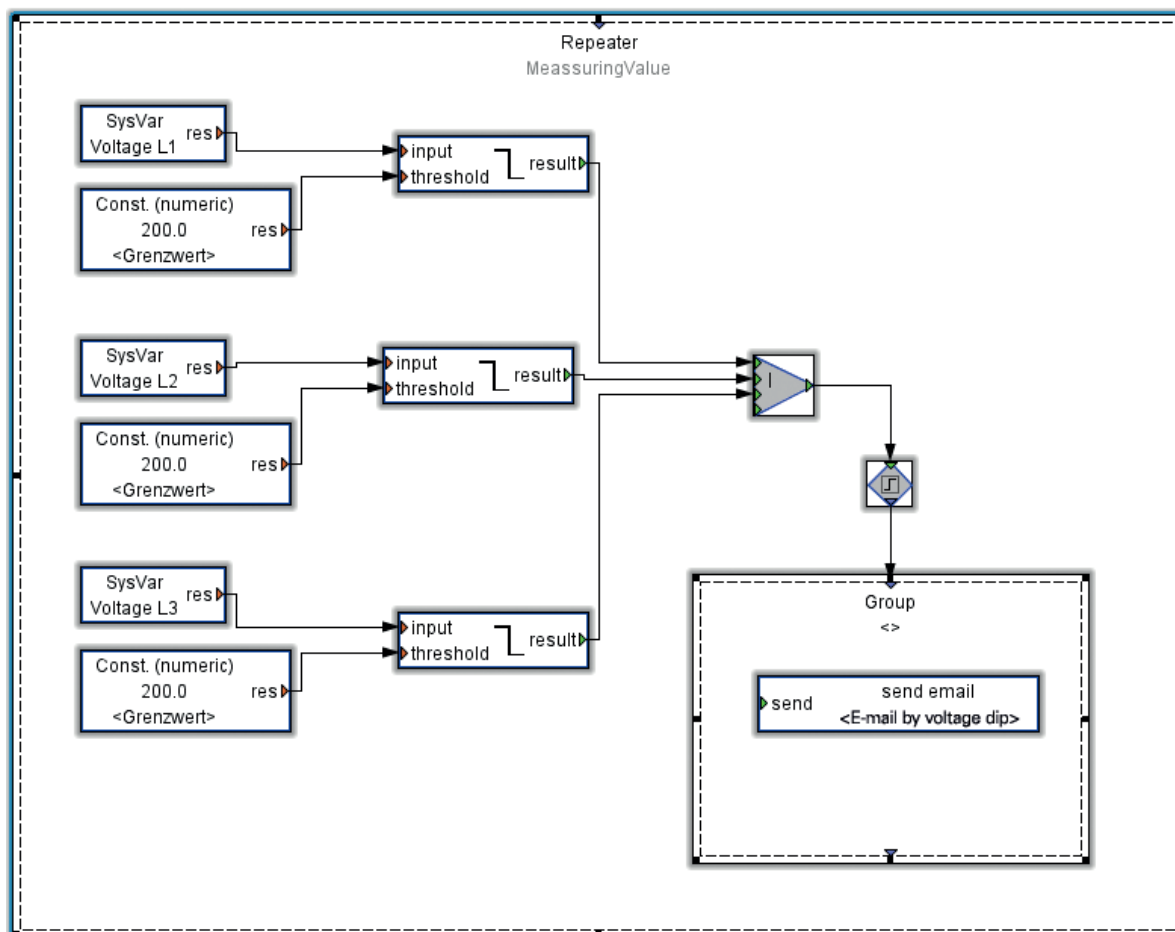 Repeater
MeassuringValue
SysVar
Voltage L1
res
Const. (numeric)
200.0
<Grenzwert>
res
input
threshold
result
SysVar
Voltage L2
res
Const. (numeric)
200.0
<Grenzwert>
res
input
threshold
result
|
SysVar
Voltage L3
res
Const. (numeric)
200.0
<Grenzwert>
res
input
threshold
result
Group
<>
send
send email
<E-mail by voltage dip>